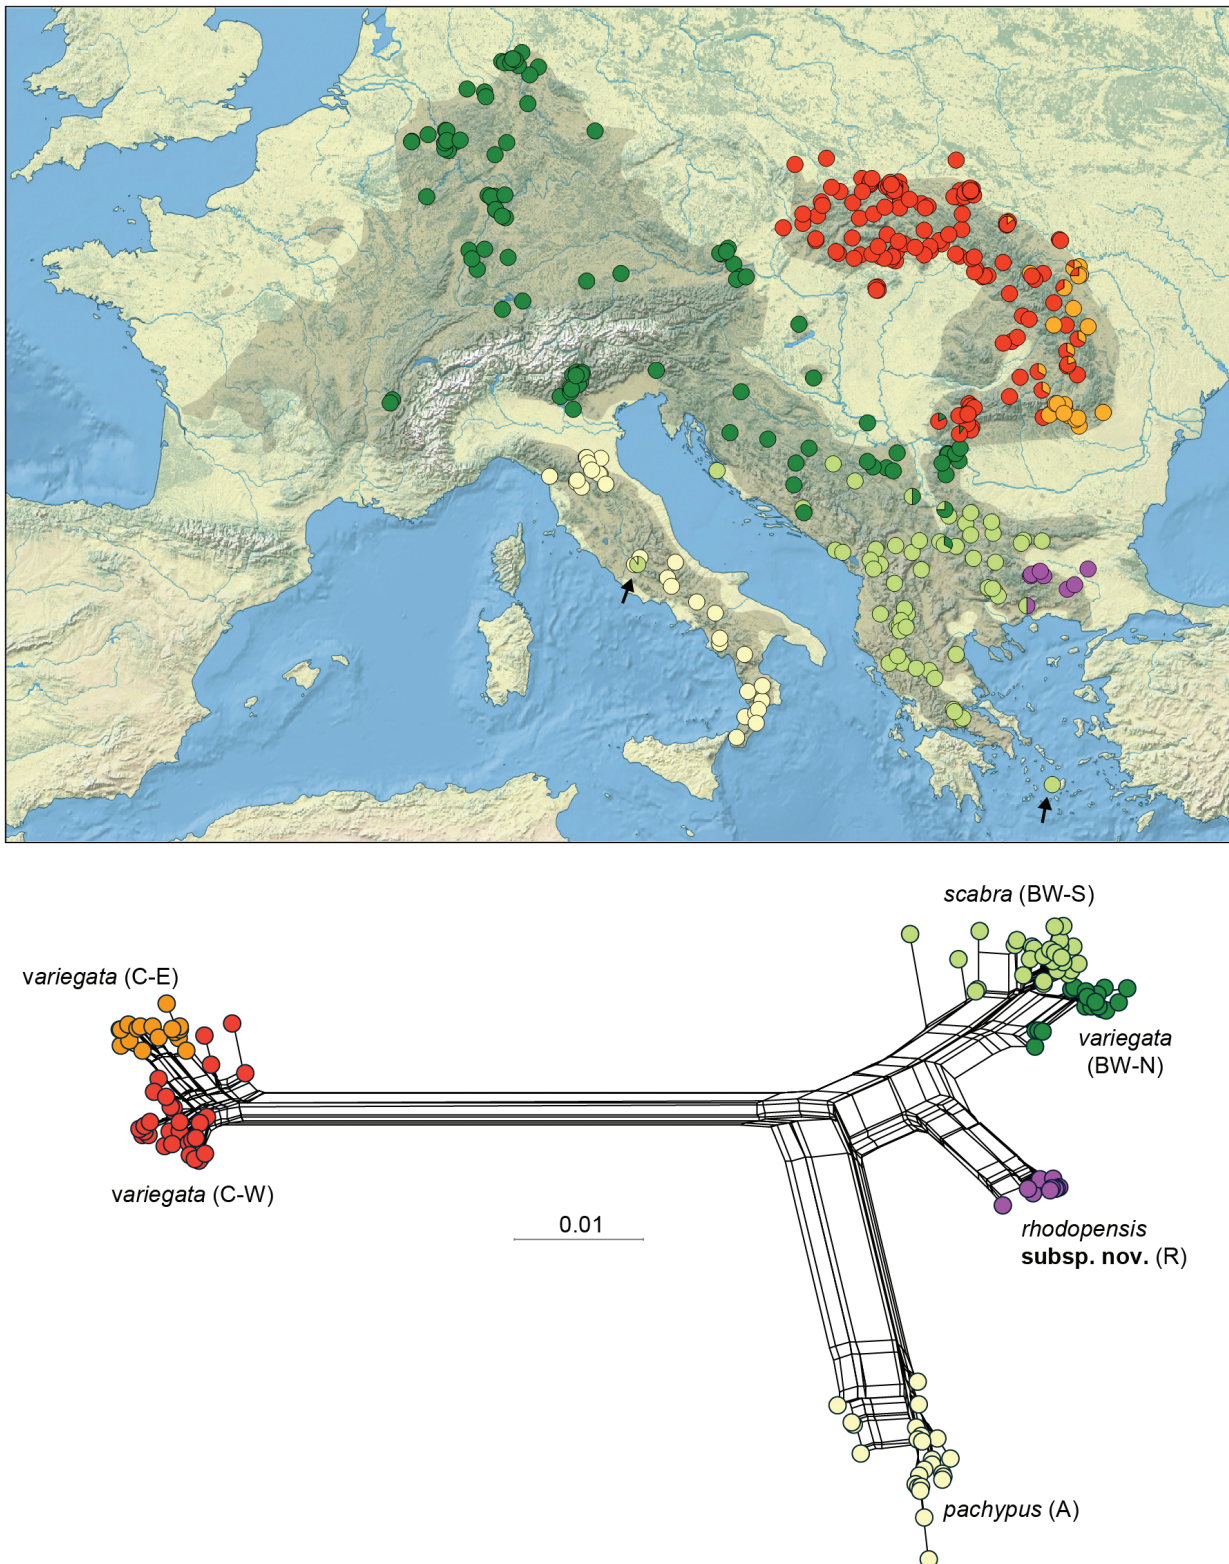 scabra (BW-S)
variegata (C-E)
variegata
(BW-N)
variegata (C-W)
0.01
rhodopensis
subsp. nov. (R)
pachypus (A)